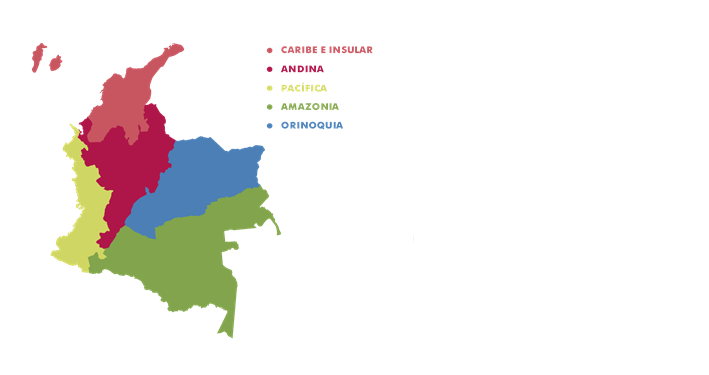 CARIBE E INSULAR
ANDINA
PACÍFICA
AMAZONIA
ORINOQUIA